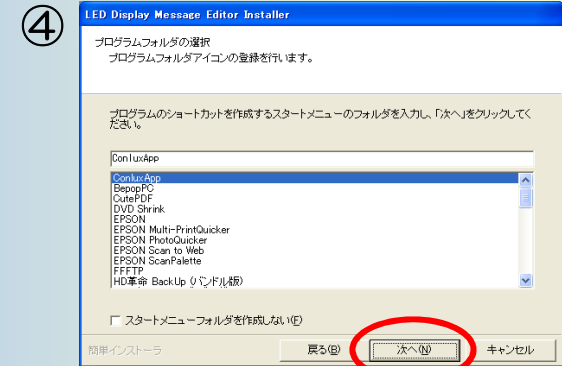 ④
LED Display Message Editor Installer
プログラムフォルダの選択
プログラムフォルダアイコンの登録を行います。
プログラムのショートカットを作成するスタートメニューのフォルダを入力し、「次へ」をクリックしてく
ださい。
ConluxApp
ConluxApp
BepopPC
CutePDF
DVD Shrink
EPSON
EPSON Multi-PrintQuicker
EPSON PhotoQuicker
EPSON Scan to Web
EPSON ScanPalette
FFFTP
HD革命 BackUp (バンドル版)
スタートメニューフォルダを作成しない(F)
簡単インストーラ
戻る(B) 次へ(N) キャンセル